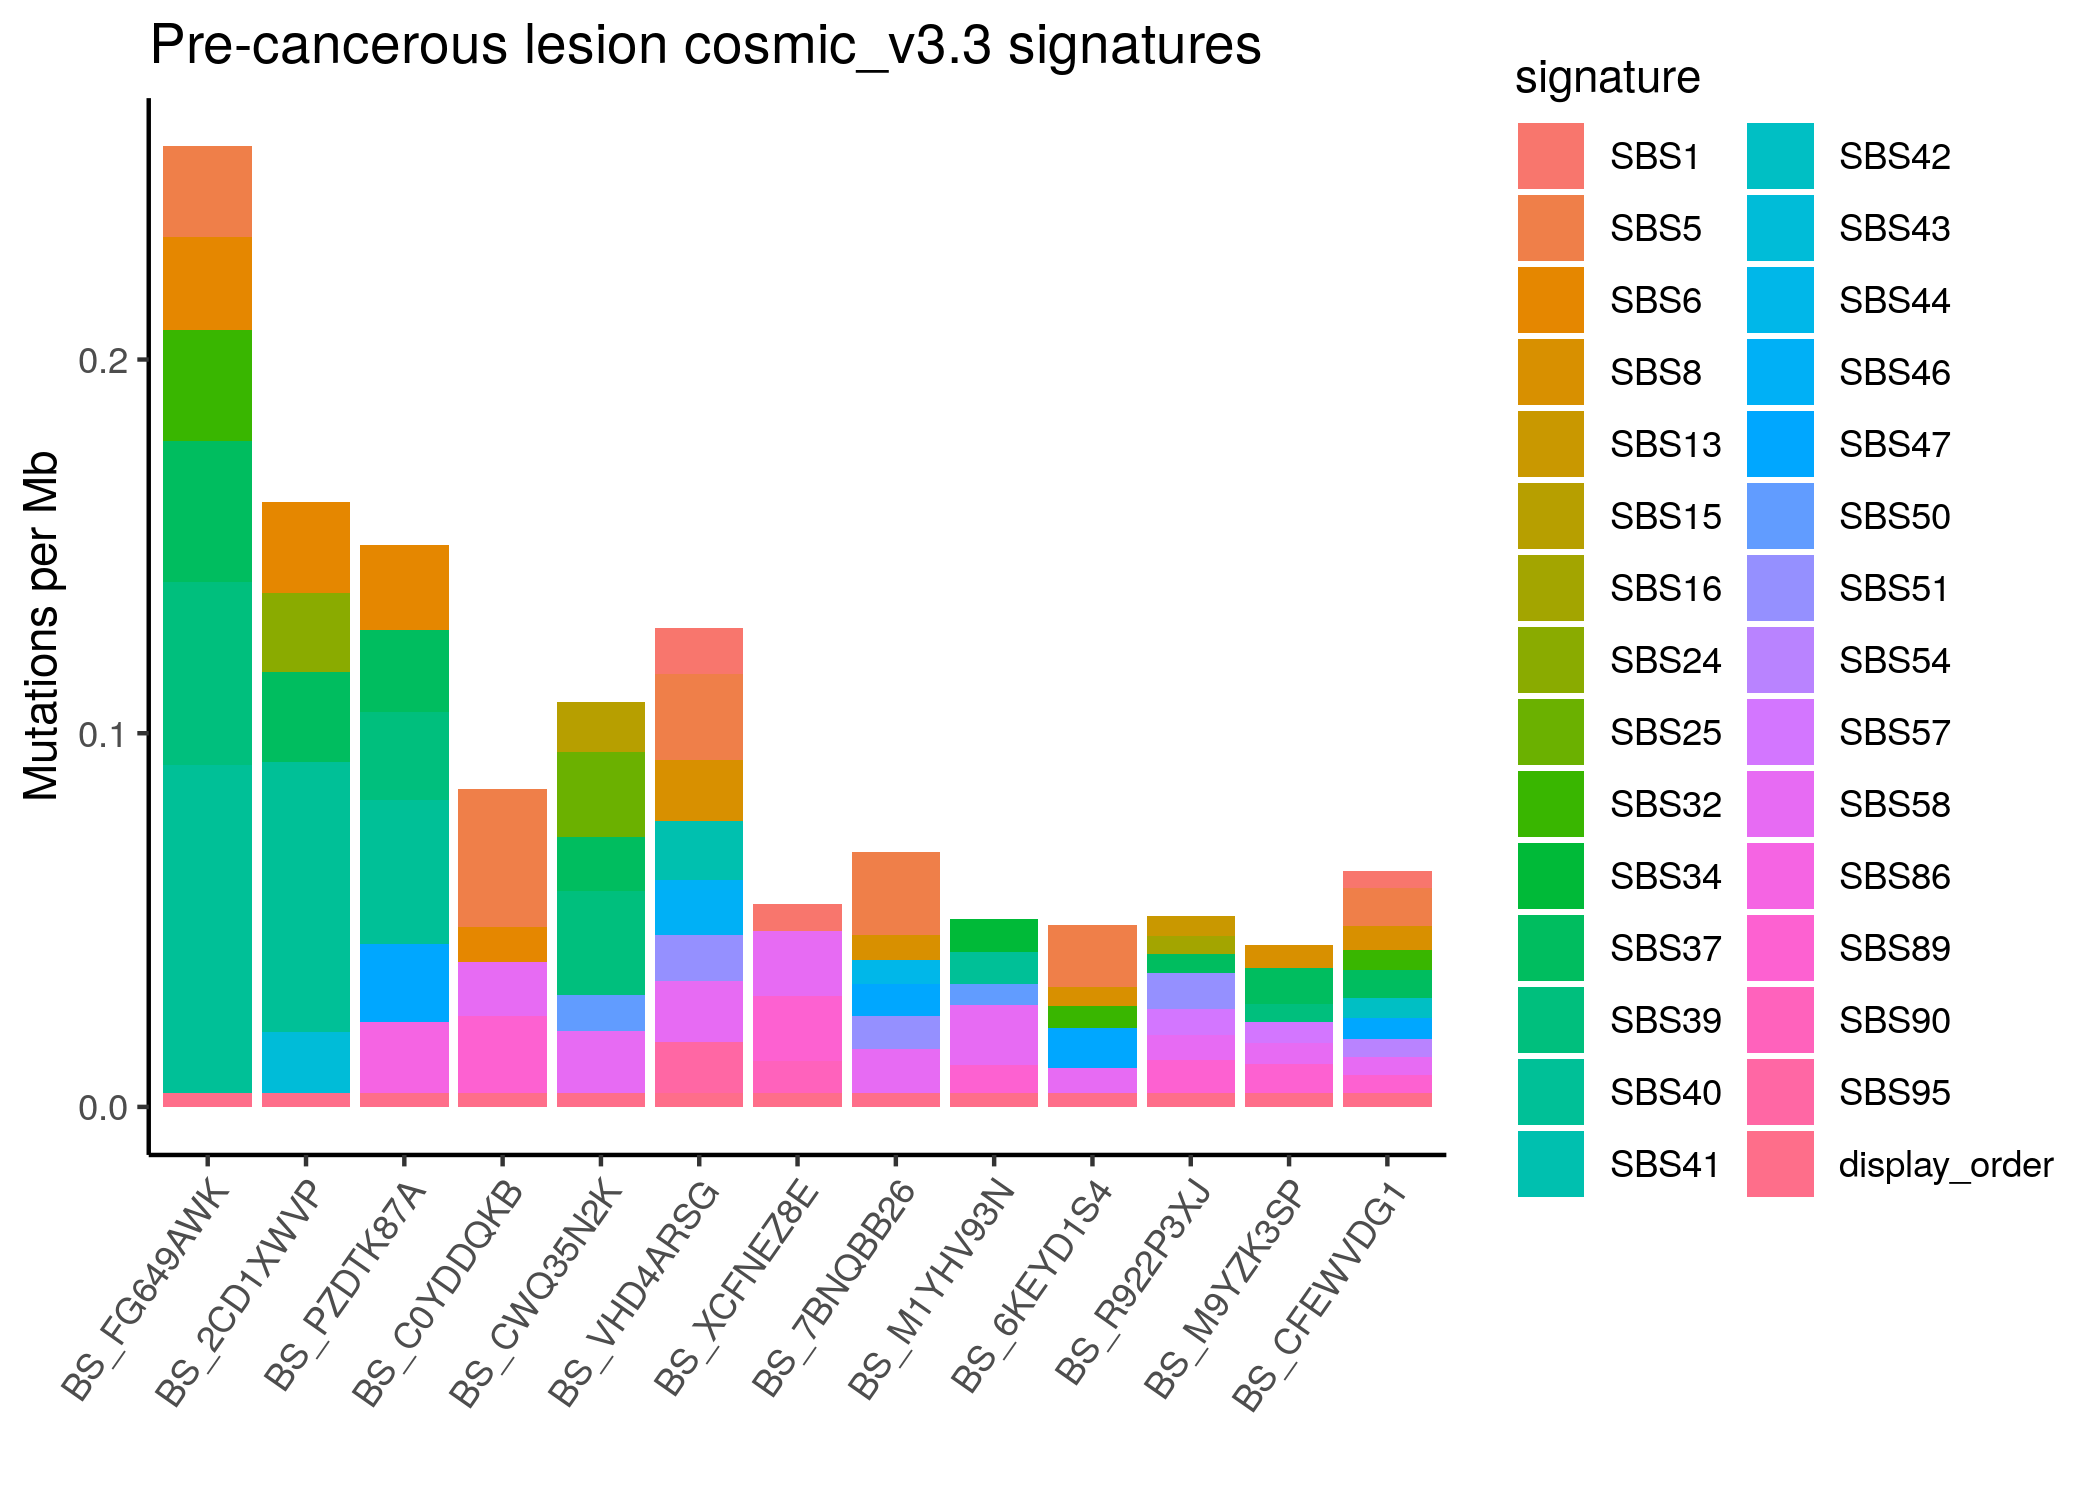 Pre-cancerous lesion cosmic_v3.3 signatures
signature
SBS1
SBS5
SBS6
SBS8
SBS13
SBS15
SBS16
SBS24
SBS25
SBS32
SBS34
SBS37
SBS39
SBS40
SBS41
SBS42
SBS43
SBS44
SBS46
SBS47
SBS50
SBS51
SBS54
SBS57
SBS58
SBS86
SBS89
SBS90
SBS95
display_order
Mutations per Mb
0.2
0.1
0.0
BS_FG649AWK
BS_2CD1XWVP
BS_PZDTK87A
BS_C0YDDQKB
BS_CWQ35N2K
BS_VHD4ARSG
BS_XCFNEZ8E
BS_7BNQBB26
BS_M1YHV93N
BS_6KEYD1S4
BS_R922P3XJ
BS_M9YZK3SP
BS_CFEWVDG1